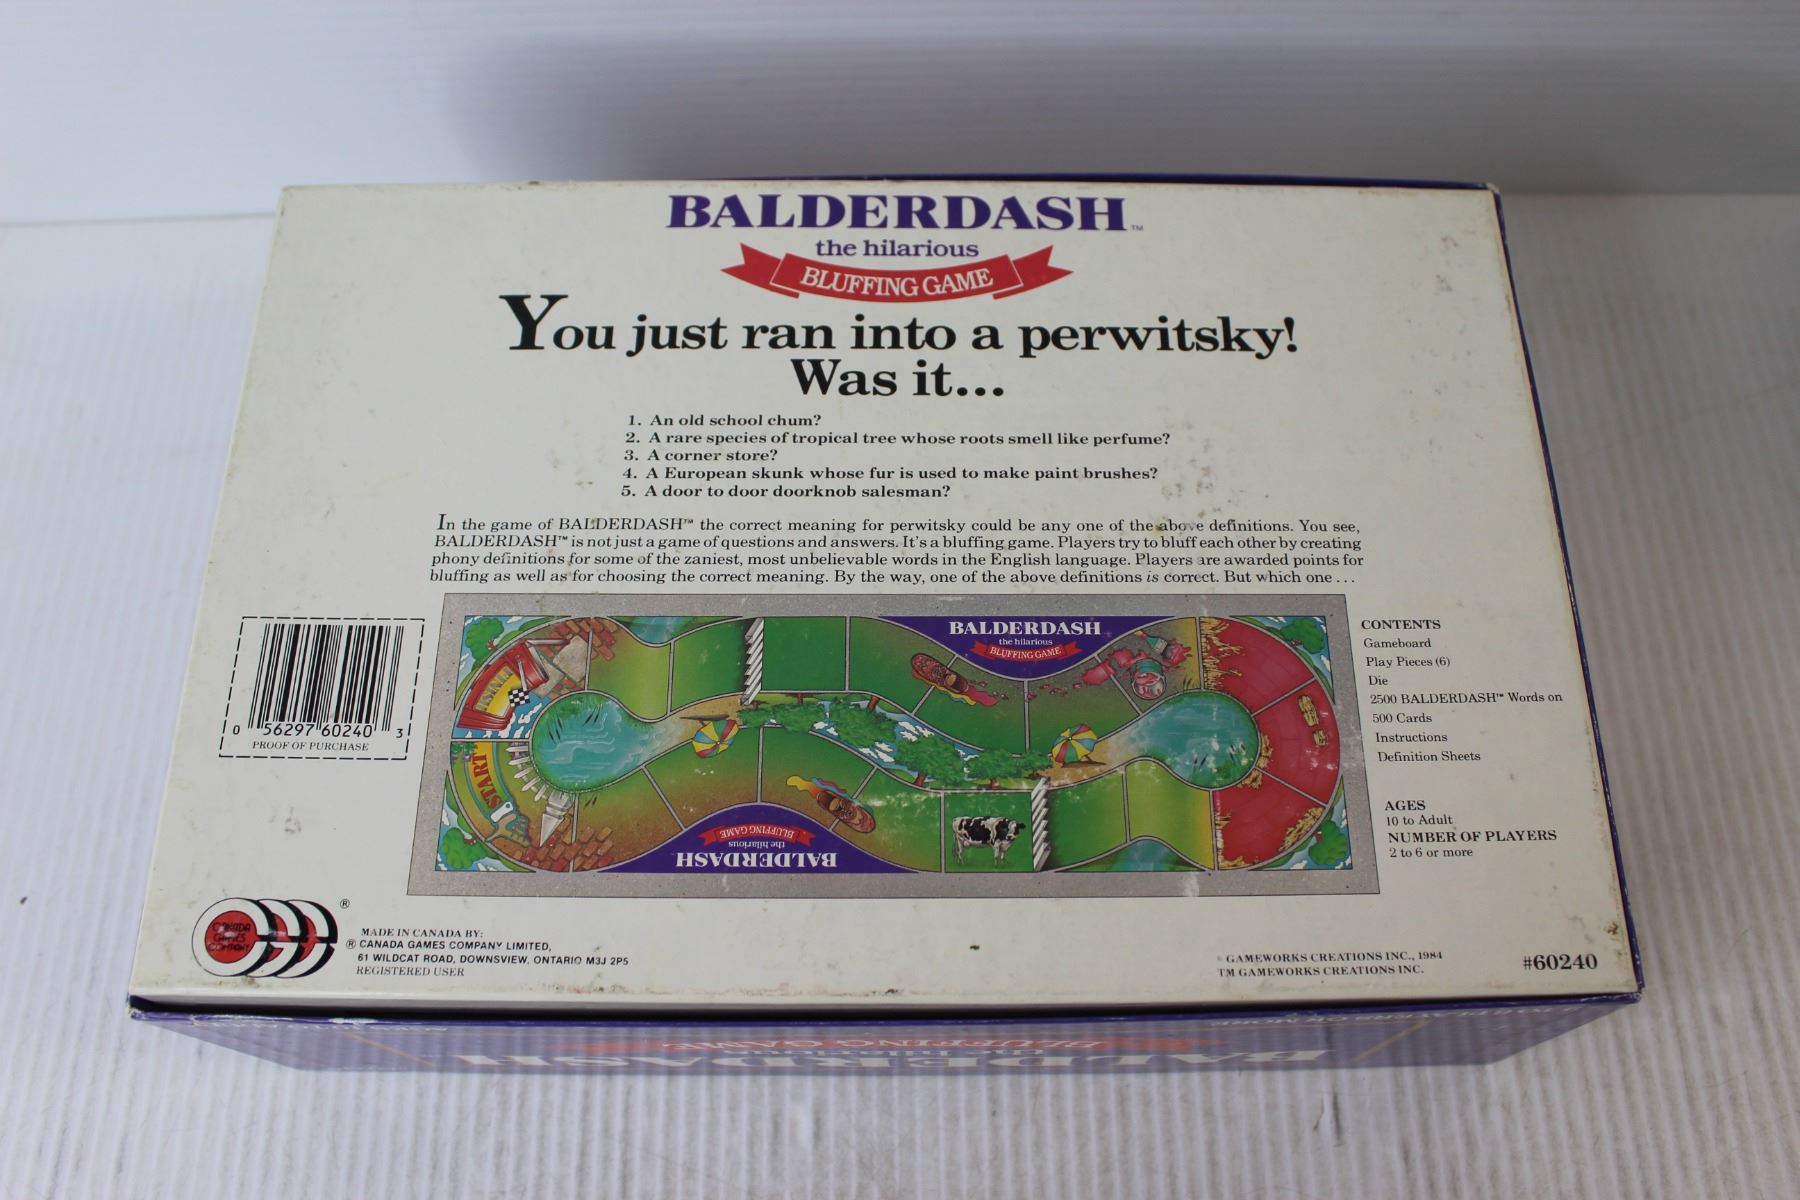 BALDERDASH™
the hilarious
BLUFFING GAME
You just ran into a perwitsky!
Was it...
1. An old school chum?
2. A rare species of tropical tree whose roots smell like perfume?
3. A corner store?
4. A European skunk whose fur is used to make paint brushes?
5. A door to door doorknob salesman?
In the game of BALDERDASH™ the correct meaning for perwitsky could be any one of the above definitions. You see,
BALDERDASH™ is not just a game of questions and answers. It's a bluffing game. Players try to bluff each other by creating
phony definitions for some of the zaniest, most unbelievable words in the English language. Players are awarded points for
bluffing as well as for choosing the correct meaning. By the way, one of the above definitions is correct. But which one . . .
BALDERDASH
the hilarious
BLUFFING GAME
FINISH
START
BALDERDASH
the hilarious
BLUFFING GAME
0 56297 60240 3
PROOF OF PURCHASE
CONTENTS
Gameboard
Play Pieces (6)
Die
2500 BALDERDASH™ Words on
500 Cards
Instructions
Definition Sheets
AGES
10 to Adult
NUMBER OF PLAYERS
2 to 6 or more
CANADA
GAMES
COMPANY
®
MADE IN CANADA BY:
® CANADA GAMES COMPANY LIMITED,
61 WILDCAT ROAD, DOWNSVIEW, ONTARIO M3J 2P5
REGISTERED USER
GAMEWORKS CREATIONS INC., 1984
TM GAMEWORKS CREATIONS INC.
#60240
BALDERDASH
the hilarious
BLUFFING GAME